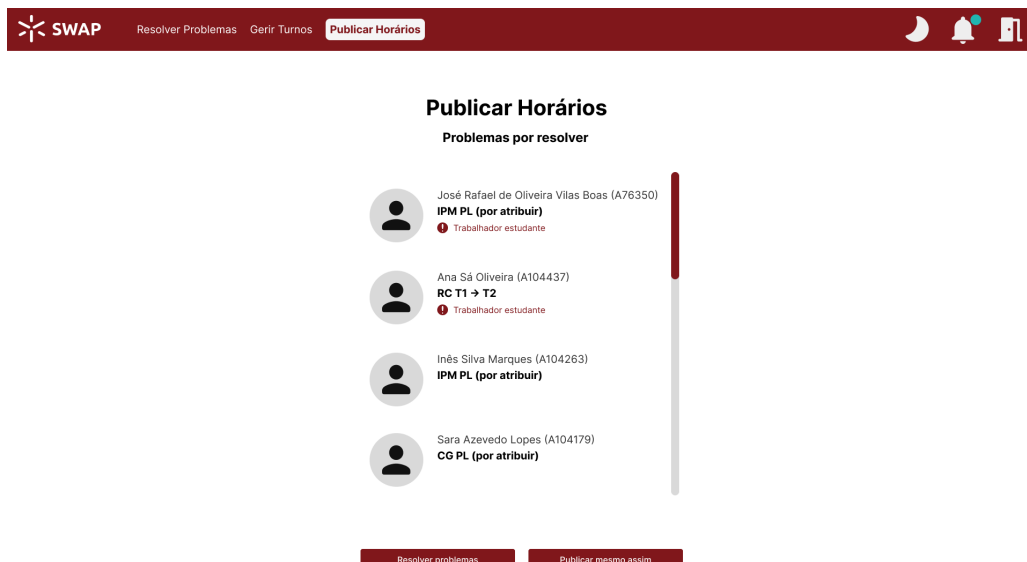 SWAP
Resolver Problemas Gerir Turnos Publicar Horários
Publicar Horários
Problemas por resolver
José Rafael de Oliveira Vilas Boas (A76350)
IPM PL (por atribuir)
Trabalhador estudante
Ana Sá Oliveira (A104437)
RC T1 → T2
Trabalhador estudante
Inês Silva Marques (A104263)
IPM PL (por atribuir)
Sara Azevedo Lopes (A104179)
CG PL (por atribuir)
Resolver problemas Publicar mesmo assim